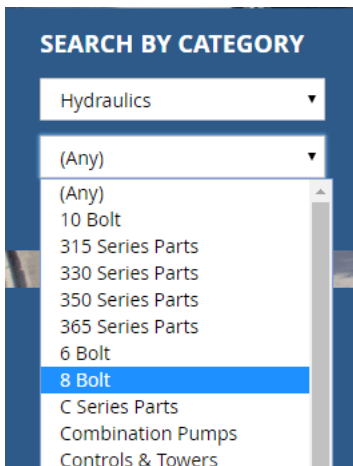 SEARCH BY CATEGORY
Hydraulics
(Any)
(Any)
10 Bolt
315 Series Parts
330 Series Parts
350 Series Parts
365 Series Parts
6 Bolt
8 Bolt
C Series Parts
Combination Pumps
Controls & Towers